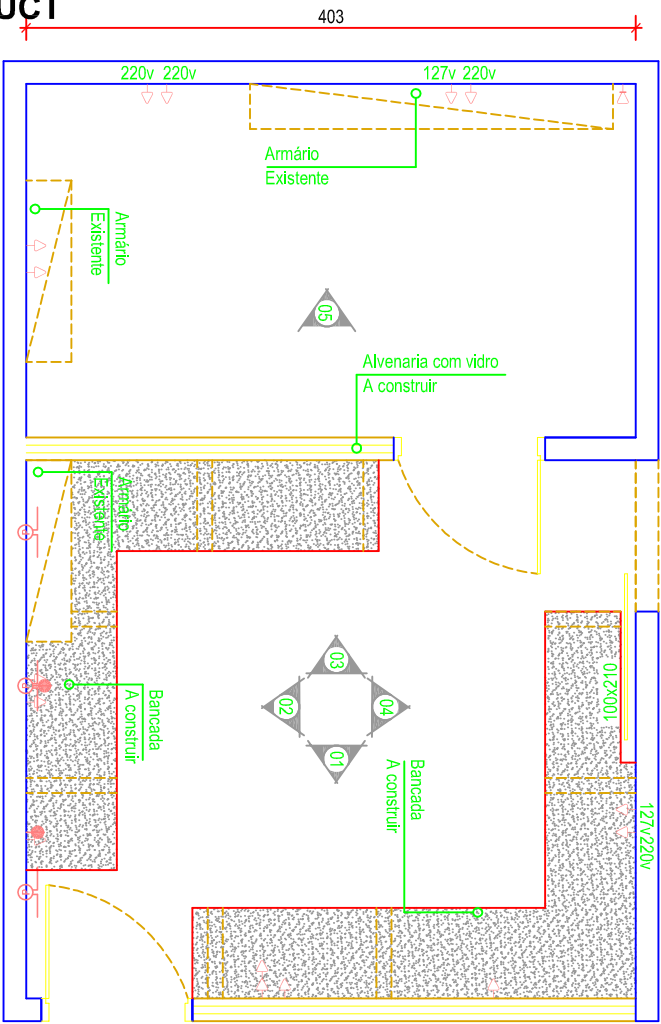 UCT
403
220v 220v
127v 220v
Armário
Existente
Armário
Existente
05
Alvenaria com vidro
A construir
Armário
Existente
03
02
04
01
100x210
Bancada
A construir
Bancada
A construir
127v220v